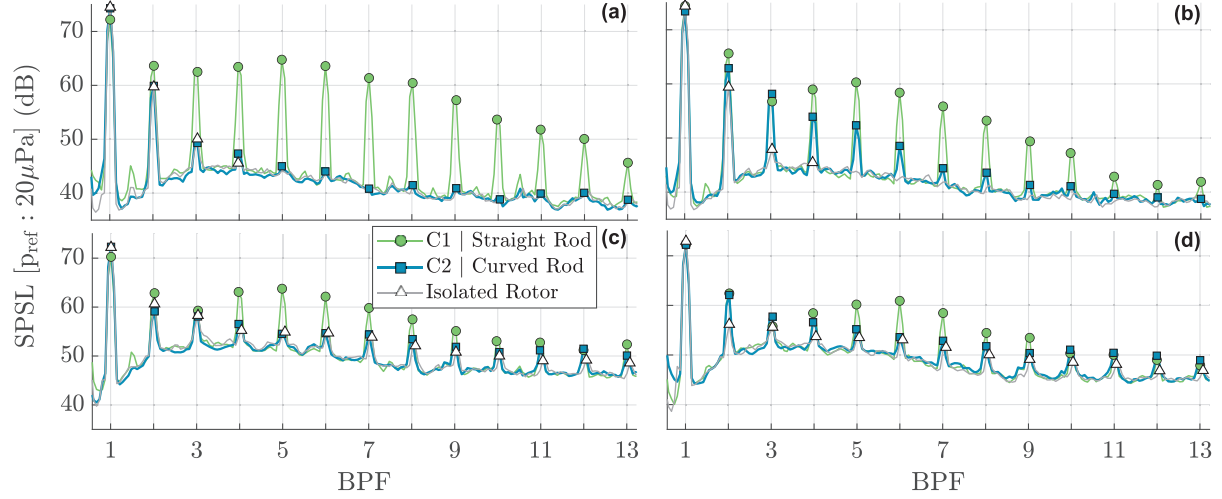 (a)
(b)
70
60
50
40
SPSL [p_ref : 20μPa] (dB)
C1 | Straight Rod
C2 | Curved Rod
Isolated Rotor
(c)
(d)
70
60
50
40
1 3 5 7 9 11 13
1 3 5 7 9 11 13
BPF
BPF